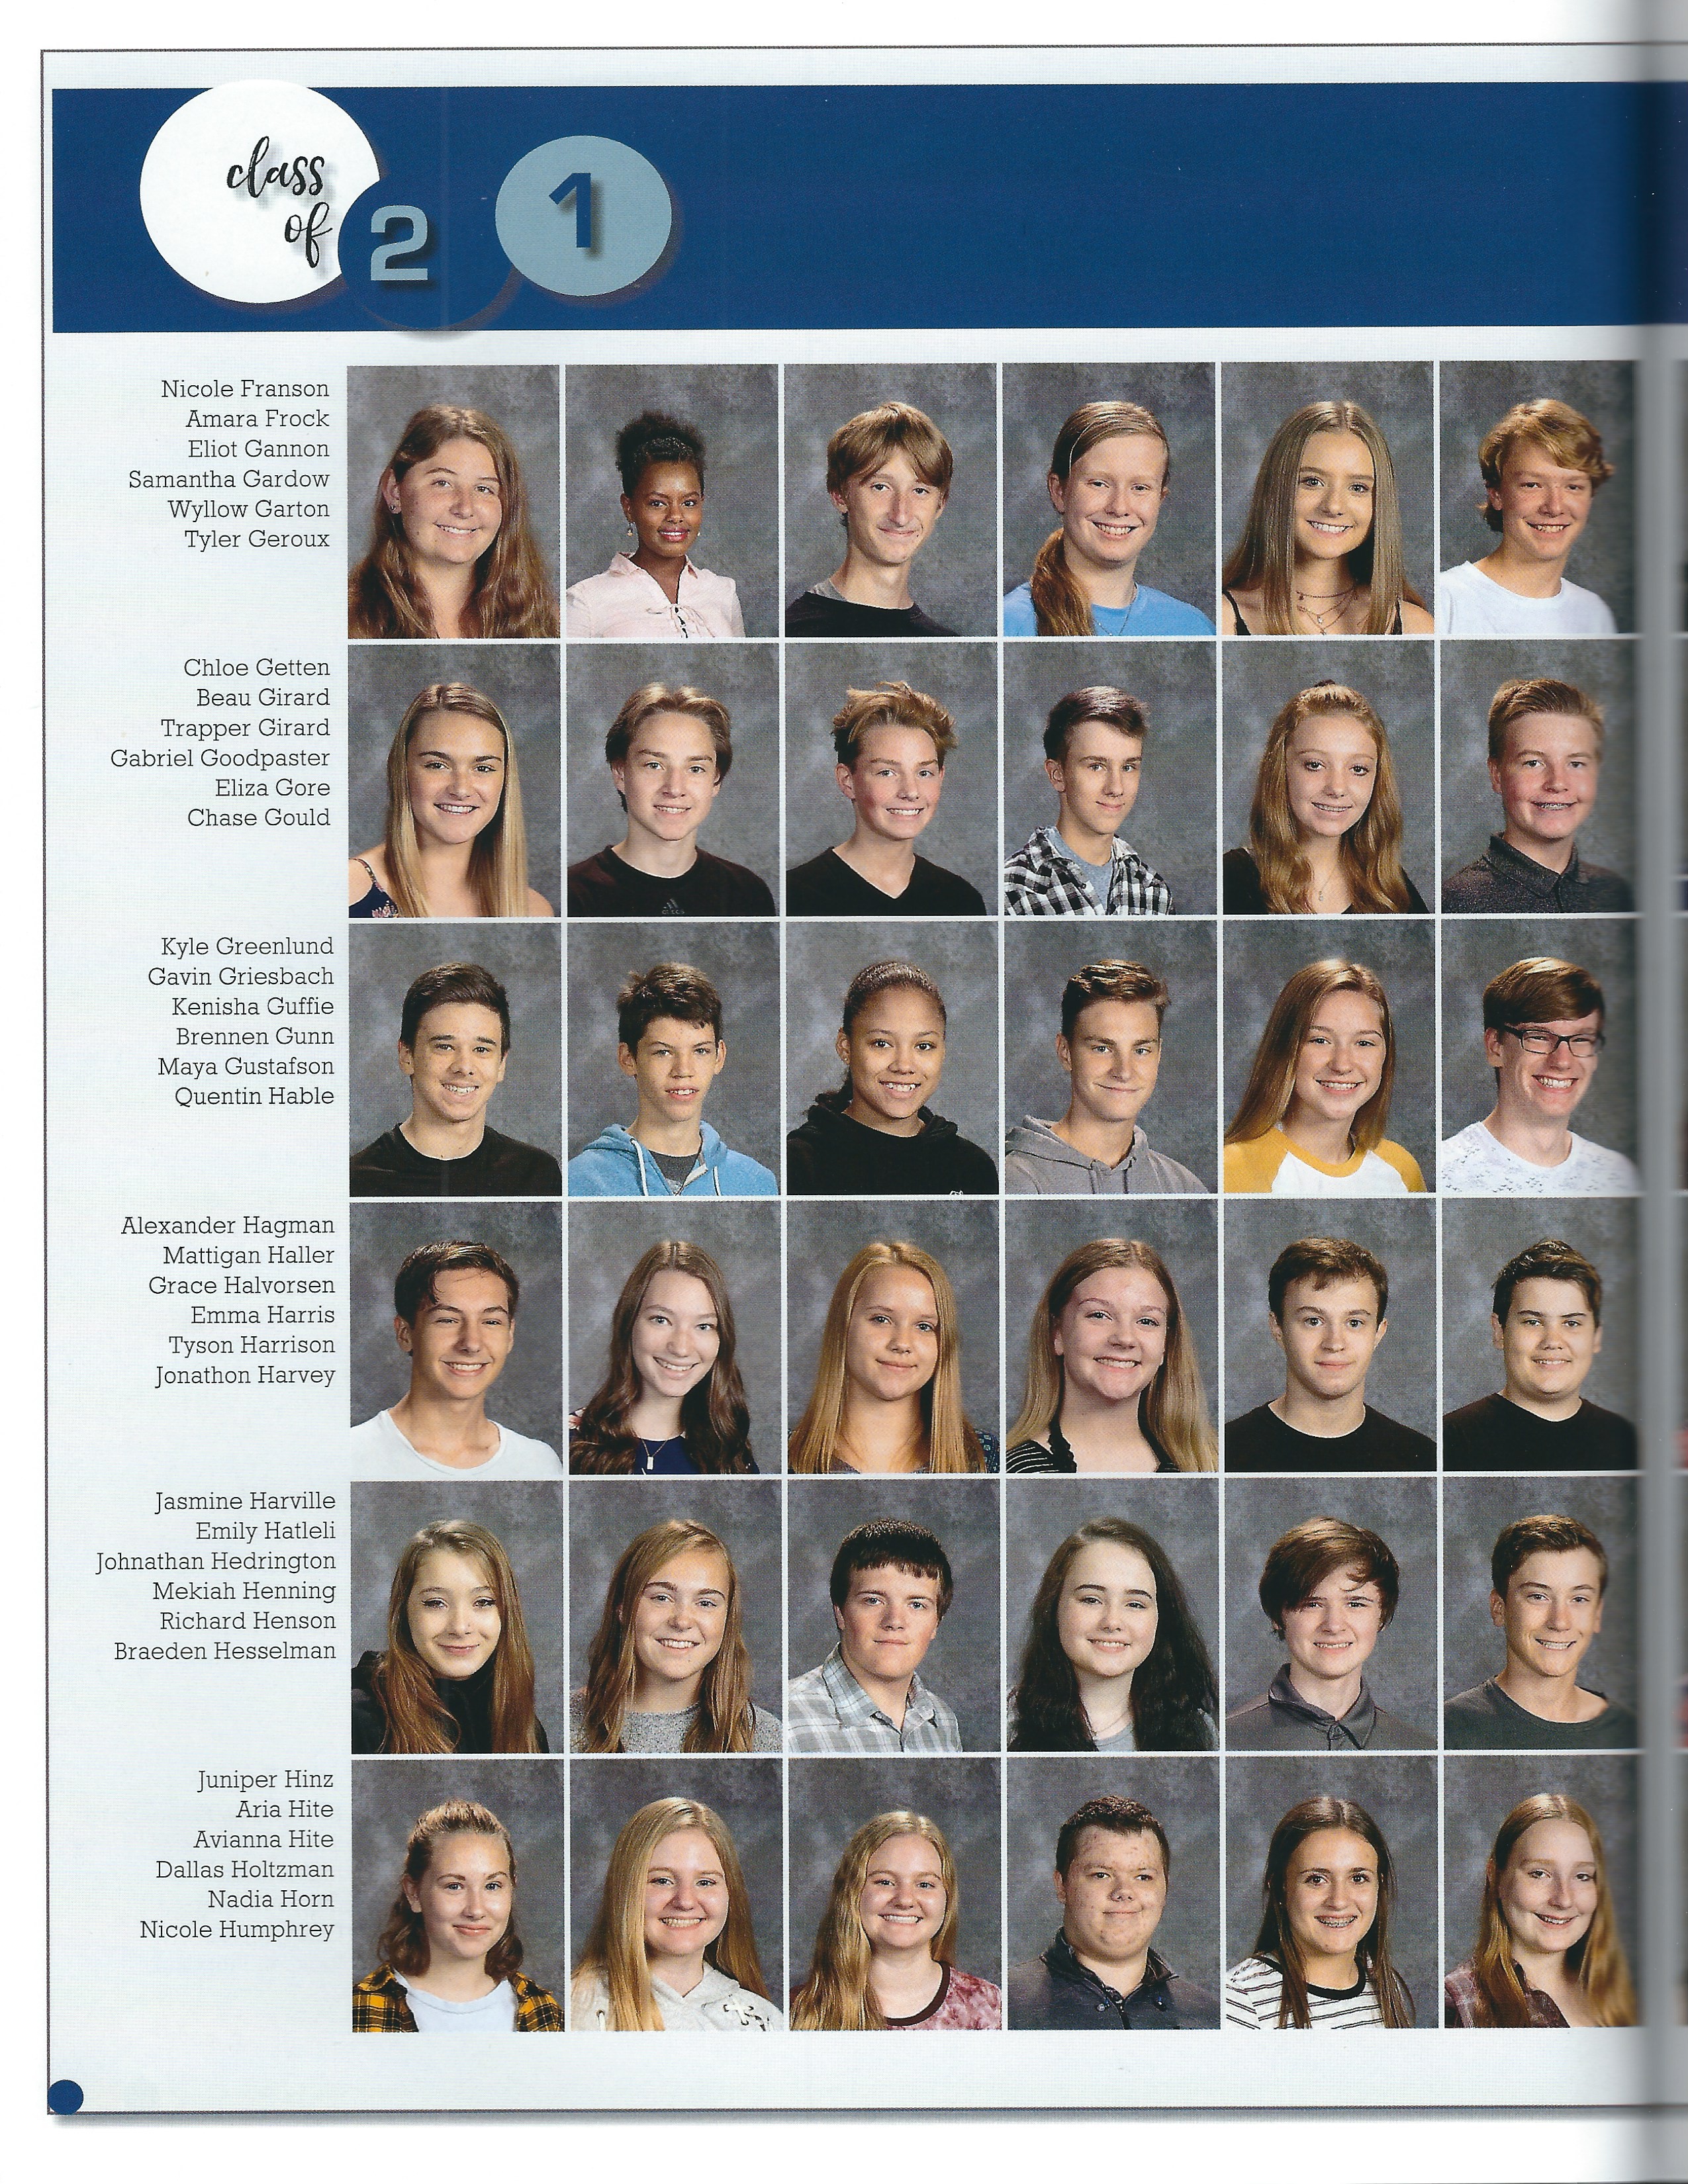 class
of
2 1
Nicole Franson
Amara Frock
Eliot Gannon
Samantha Gardow
Wyllow Garton
Tyler Geroux
Chloe Getten
Beau Girard
Trapper Girard
Gabriel Goodpaster
Eliza Gore
Chase Gould
Kyle Greenlund
Gavin Griesbach
Kenisha Guffie
Brennen Gunn
Maya Gustafson
Quentin Hable
Alexander Hagman
Mattigan Haller
Grace Halvorsen
Emma Harris
Tyson Harrison
Jonathon Harvey
Jasmine Harville
Emily Hatleli
Johnathan Hedrington
Mekiah Henning
Richard Henson
Braeden Hesselman
Juniper Hinz
Aria Hite
Avianna Hite
Dallas Holtzman
Nadia Horn
Nicole Humphrey